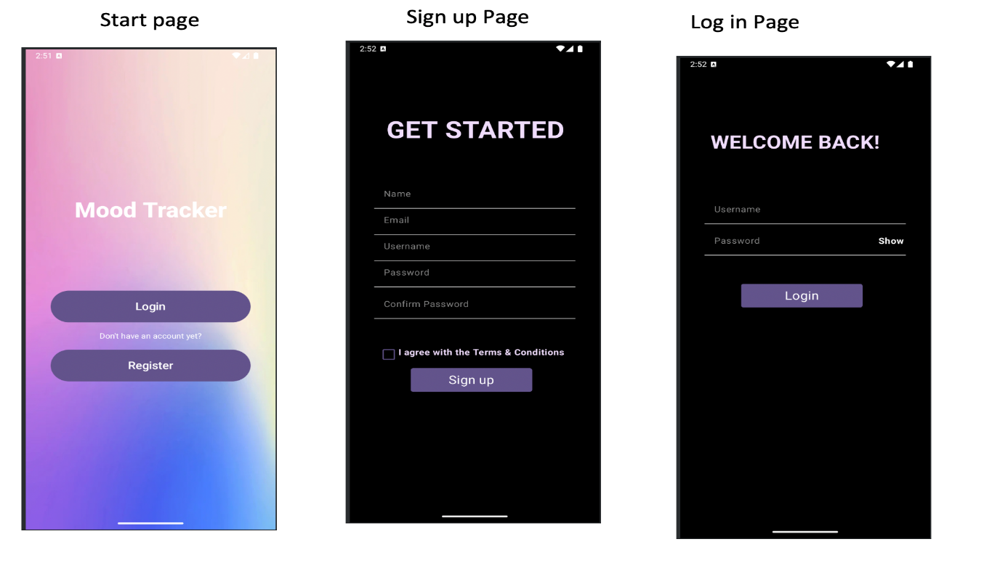 Start page
2:51
Mood Tracker
Login
Don't have an account yet?
Register
Sign up Page
2:52
GET STARTED
Name
Email
Username
Password
Confirm Password
I agree with the Terms & Conditions
Sign up
Log in Page
2:52
WELCOME BACK!
Username
Password Show
Login